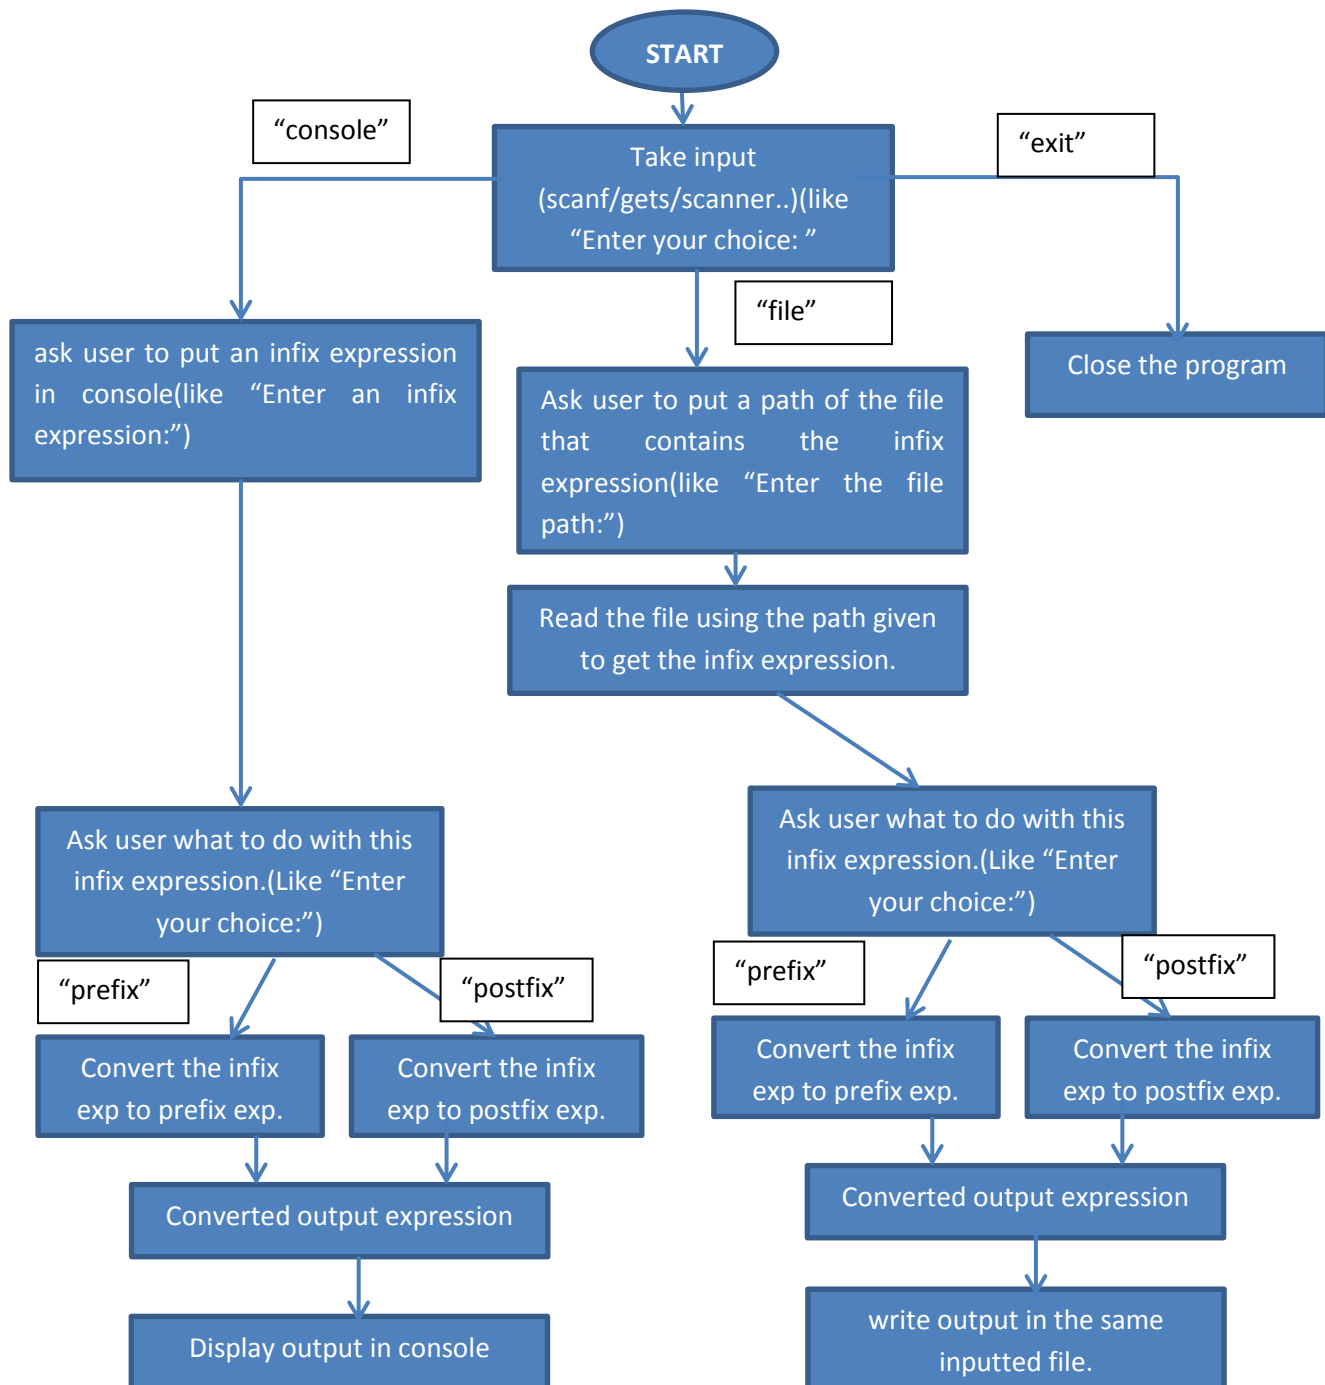 START
“console”
“exit”
Take input
(scanf/gets/scanner..)(like
“Enter your choice: ”
“file”
ask user to put an infix expression
in console(like “Enter an infix
expression:”)
Close the program
Ask user to put a path of the file
that contains the infix
expression(like “Enter the file
path:”)
Read the file using the path given
to get the infix expression.
Ask user what to do with this
infix expression.(Like “Enter
your choice:”)
Ask user what to do with this
infix expression.(Like “Enter
your choice:”)
“prefix”
“postfix”
“prefix”
“postfix”
Convert the infix
exp to prefix exp.
Convert the infix
exp to postfix exp.
Convert the infix
exp to prefix exp.
Convert the infix
exp to postfix exp.
Converted output expression
Converted output expression
Display output in console
write output in the same
inputted file.